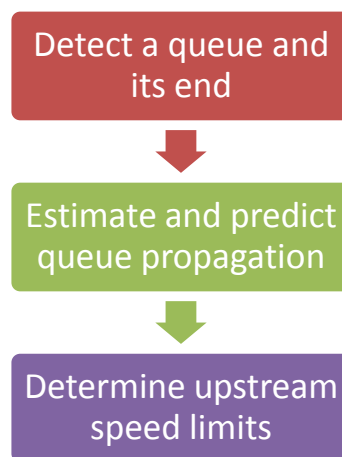 Detect a queue and
its end
Estimate and predict
queue propagation
Determine upstream
speed limits